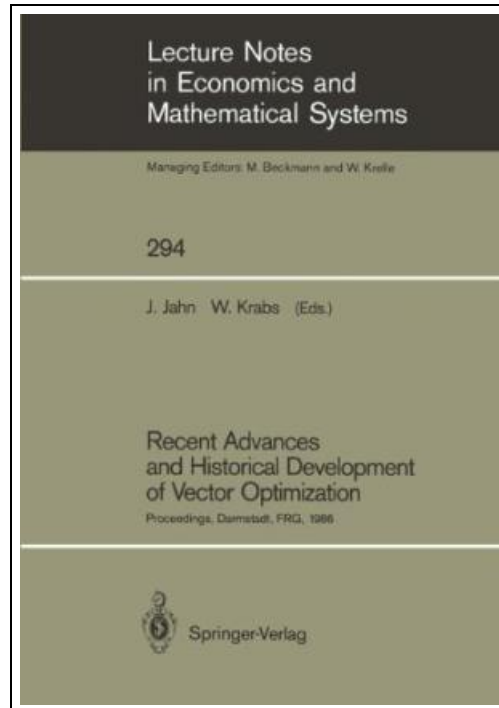 Lecture Notes
in Economics and
Mathematical Systems
Managing Editors: M. Beckmann and W. Krelle
294
J. Jahn W. Krabs (Eds.)
Recent Advances
and Historical Development
of Vector Optimization
Proceedings, Darmstadt, FRG, 1986
Springer-Verlag